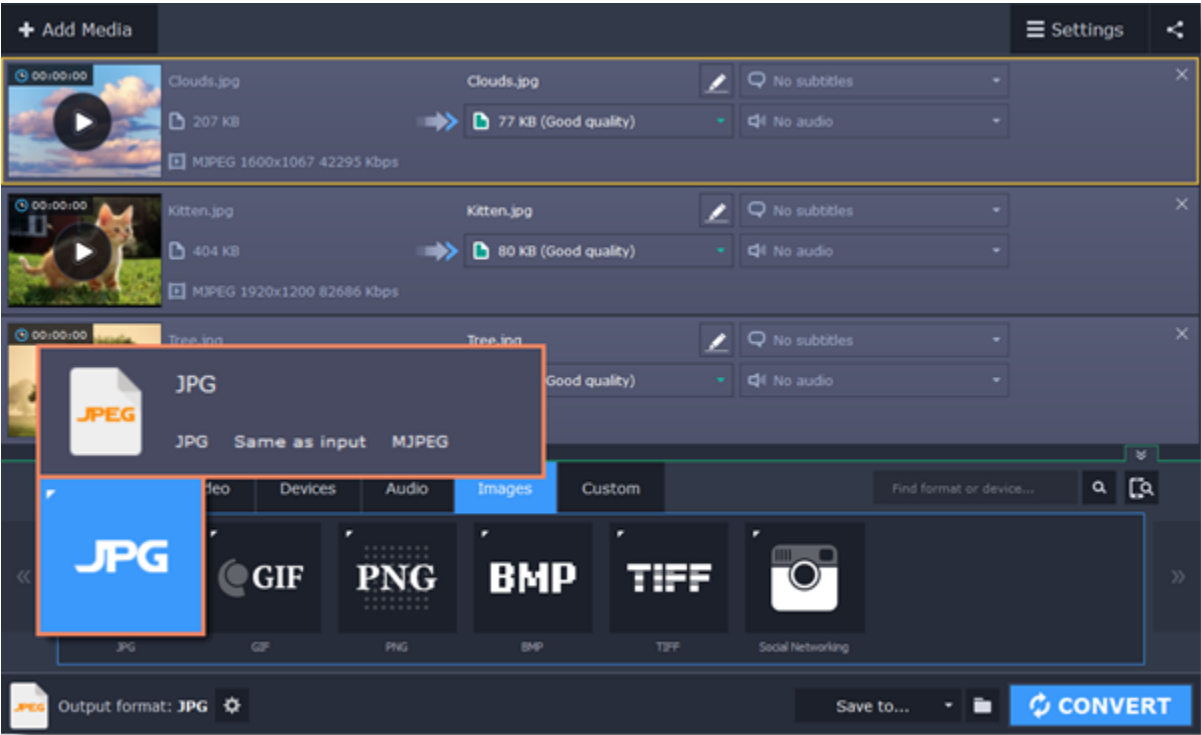 Add Media
Settings
00:00:00
Clouds.jpg
Clouds.jpg
No subtitles
207 KB
77 KB (Good quality)
No audio
MJPEG 1600x1067 42295 Kbps
00:00:00
Kitten.jpg
Kitten.jpg
No subtitles
404 KB
80 KB (Good quality)
No audio
MJPEG 1920x1200 82686 Kbps
00:00:00
Tree.jpg
Tree.jpg
No subtitles
Good quality)
No audio
JPEG
JPG
JPG Same as input MJPEG
deo
Devices
Audio
Images
Custom
Find format or device...
JPG
GIF
PNG
BMP
TIFF
JPG
GIF
PNG
BMP
TIFF
Social Networking
JPEG
Output format: JPG
Save to...
CONVERT